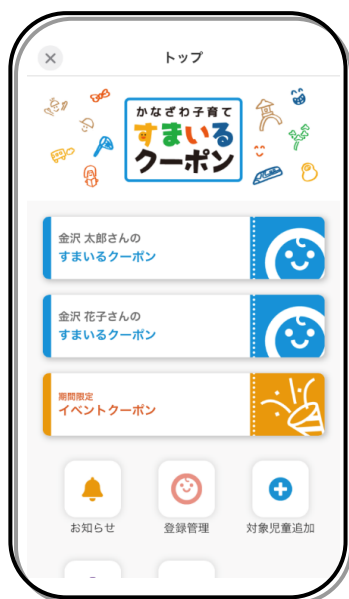 トップ
かなざわ子育て
すまいる
クーポン
金沢 太郎さんの
すまいるクーポン
金沢 花子さんの
すまいるクーポン
期間限定
イベントクーポン
お知らせ
登録管理
対象児童追加